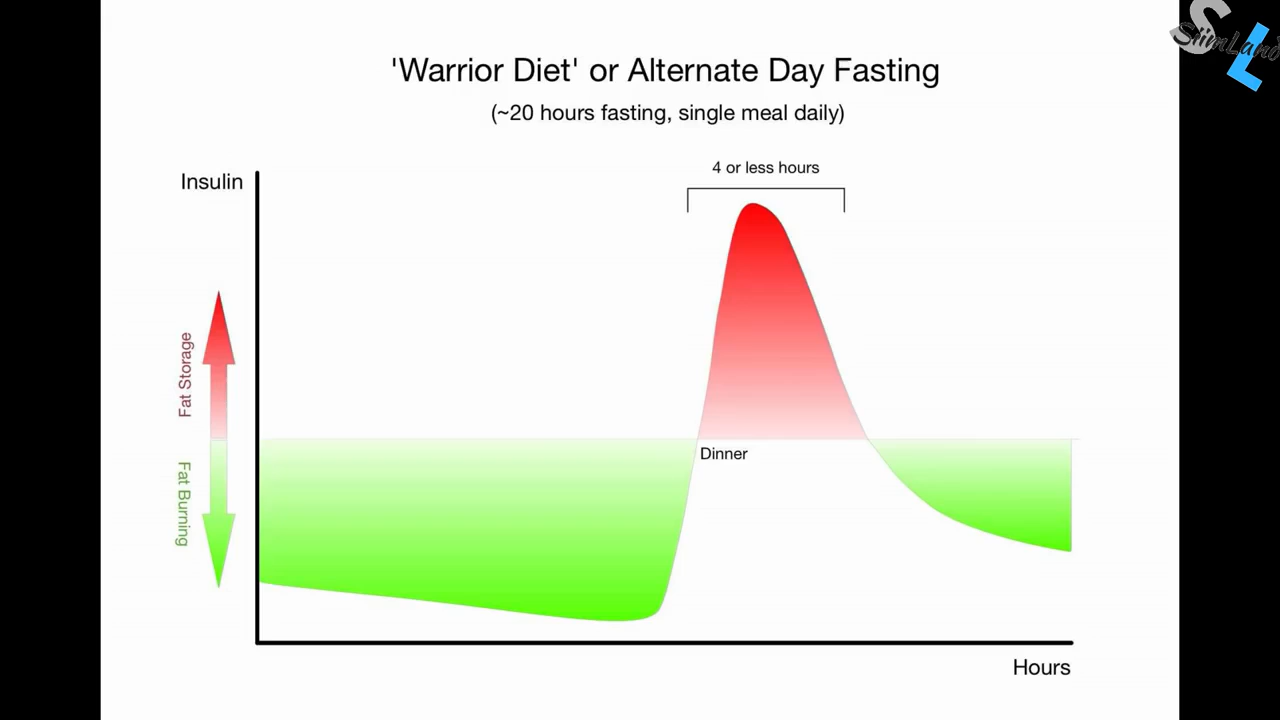 S
SiimLand
L
'Warrior Diet' or Alternate Day Fasting
(~20 hours fasting, single meal daily)
4 or less hours
Insulin
Fat Storage
Dinner
Fat Burning
Hours